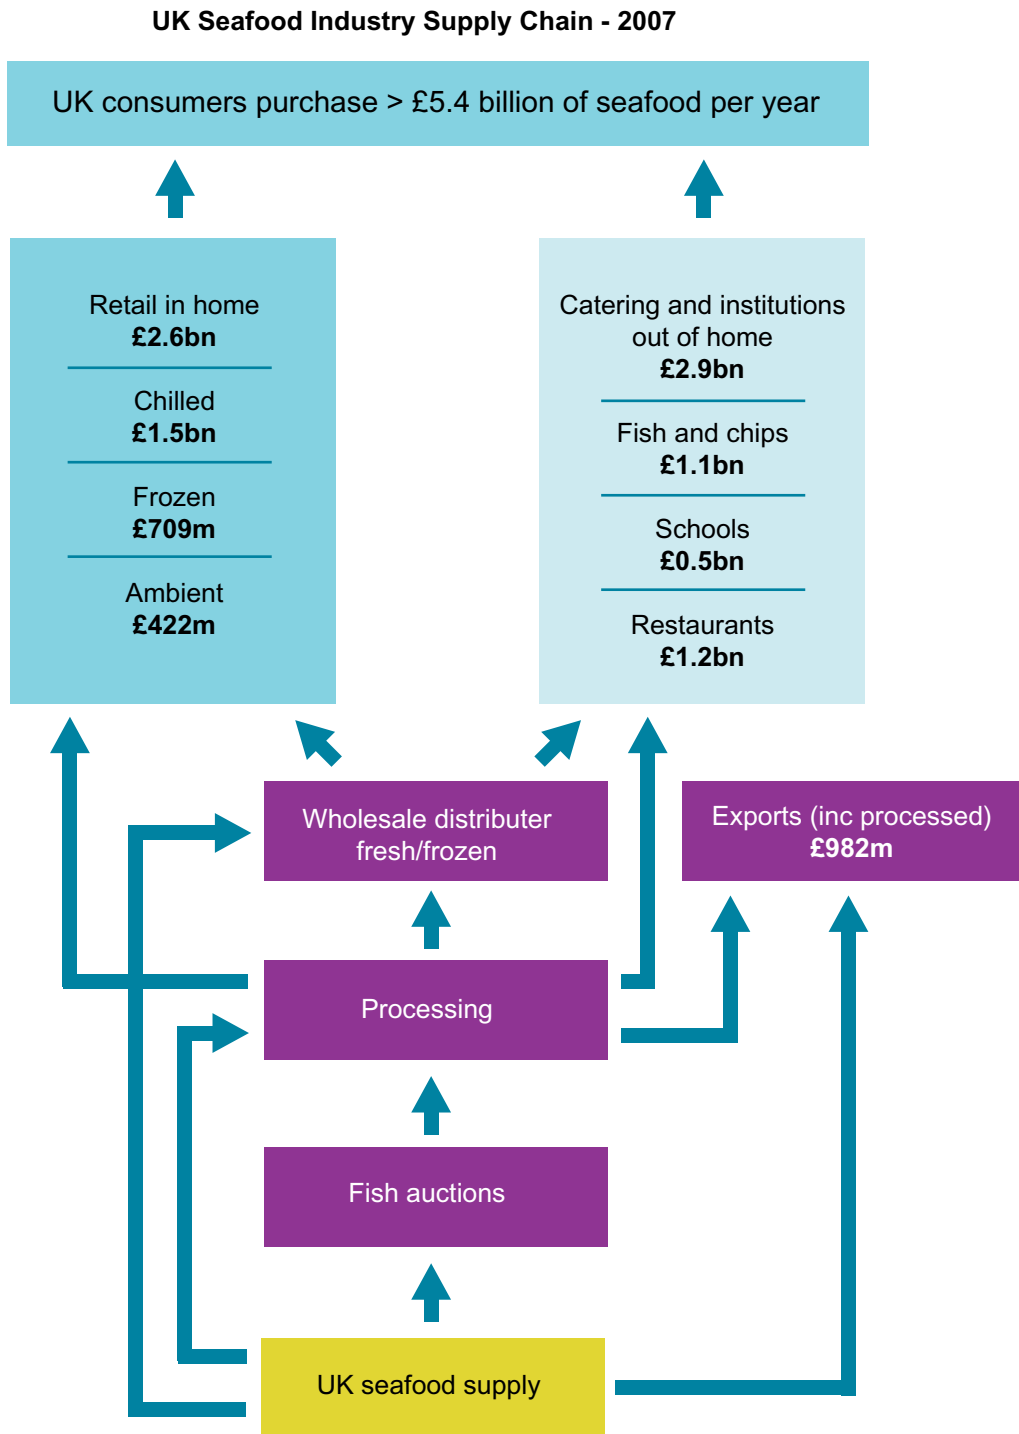 UK Seafood Industry Supply Chain - 2007
UK consumers purchase > £5.4 billion of seafood per year
Retail in home
£2.6bn
Chilled
£1.5bn
Frozen
£709m
Ambient
£422m
Catering and institutions
out of home
£2.9bn
Fish and chips
£1.1bn
Schools
£0.5bn
Restaurants
£1.2bn
Wholesale distributer
fresh/frozen
Exports (inc processed)
£982m
Processing
Fish auctions
UK seafood supply